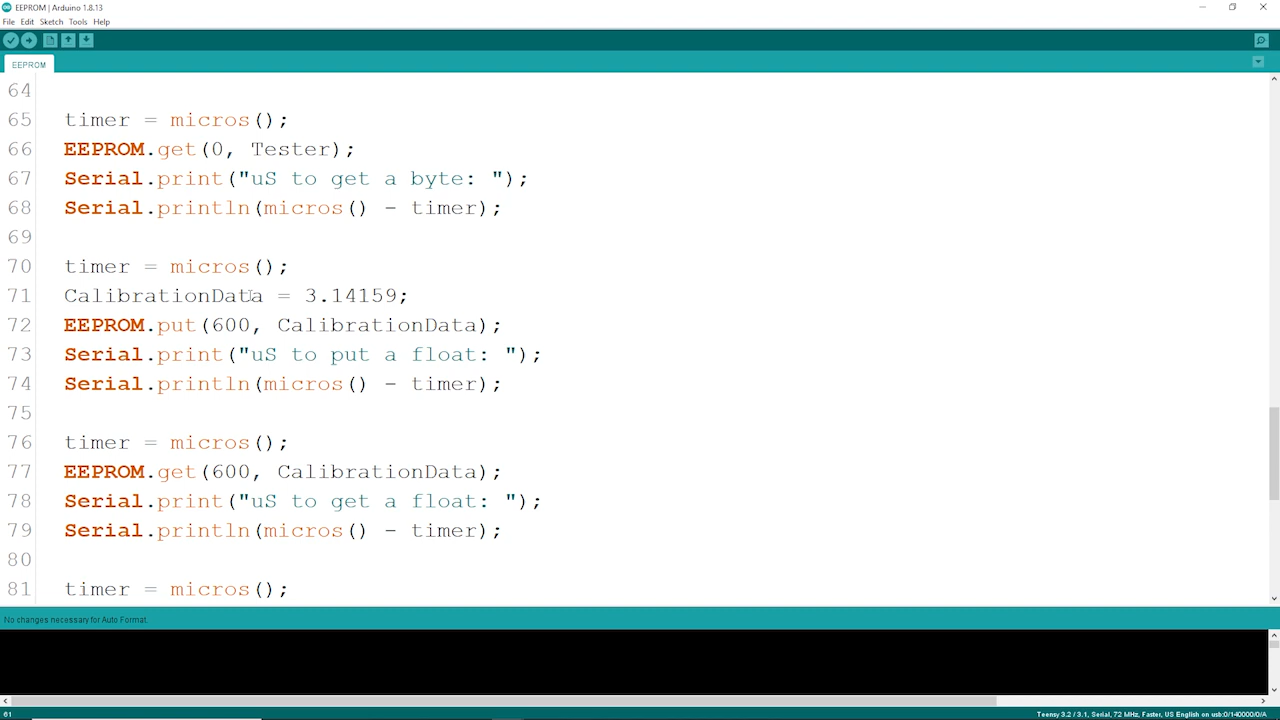 EEPROM | Arduino 1.8.13
File Edit Sketch Tools Help
EEPROM
64
65 timer = micros();
66 EEPROM.get(0, Tester);
67 Serial.print("uS to get a byte: ");
68 Serial.println(micros() - timer);
69
70 timer = micros();
71 CalibrationData = 3.14159;
72 EEPROM.put(600, CalibrationData);
73 Serial.print("uS to put a float: ");
74 Serial.println(micros() - timer);
75
76 timer = micros();
77 EEPROM.get(600, CalibrationData);
78 Serial.print("uS to get a float: ");
79 Serial.println(micros() - timer);
80
81 timer = micros();
No changes necessary for Auto Format.
61 Teensy 3.2 / 3.1, Serial, 72 MHz, Faster, US English on usb:0/140000/0/A